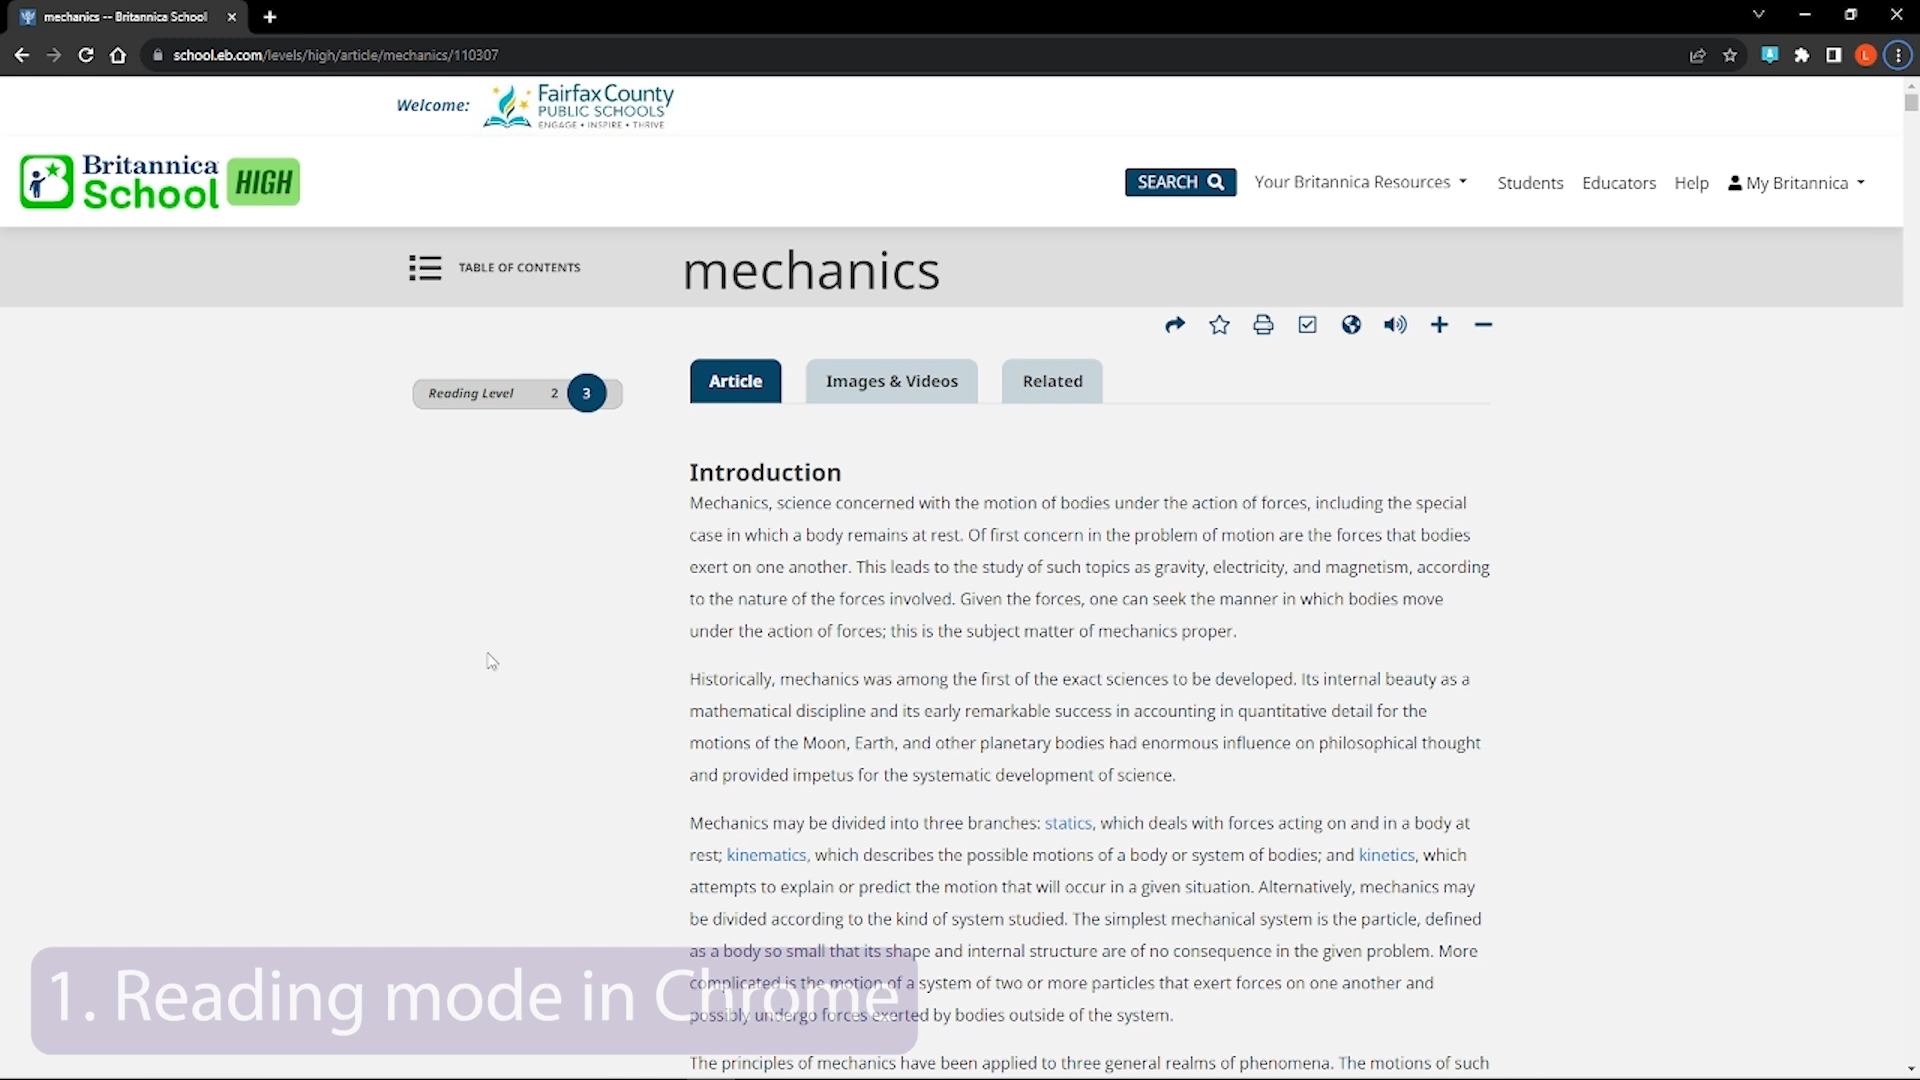 mechanics -- Britannica School
school.eb.com/levels/high/article/mechanics/110307
L
Welcome:
Fairfax County
PUBLIC SCHOOLS
ENGAGE • INSPIRE • THRIVE
Britannica
School
HIGH
SEARCH
Your Britannica Resources
Students
Educators
Help
My Britannica
TABLE OF CONTENTS
mechanics
Reading Level 2 3
Article
Images & Videos
Related
Introduction
Mechanics, science concerned with the motion of bodies under the action of forces, including the special
case in which a body remains at rest. Of first concern in the problem of motion are the forces that bodies
exert on one another. This leads to the study of such topics as gravity, electricity, and magnetism, according
to the nature of the forces involved. Given the forces, one can seek the manner in which bodies move
under the action of forces; this is the subject matter of mechanics proper.
Historically, mechanics was among the first of the exact sciences to be developed. Its internal beauty as a
mathematical discipline and its early remarkable success in accounting in quantitative detail for the
motions of the Moon, Earth, and other planetary bodies had enormous influence on philosophical thought
and provided impetus for the systematic development of science.
Mechanics may be divided into three branches: statics, which deals with forces acting on and in a body at
rest; kinematics, which describes the possible motions of a body or system of bodies; and kinetics, which
attempts to explain or predict the motion that will occur in a given situation. Alternatively, mechanics may
be divided according to the kind of system studied. The simplest mechanical system is the particle, defined
as a body so small that its shape and internal structure are of no consequence in the given problem. More
complicated is the motion of a system of two or more particles that exert forces on one another and
possibly undergo forces exerted by bodies outside of the system.
The principles of mechanics have been applied to three general realms of phenomena. The motions of such
1. Reading mode in Chrome